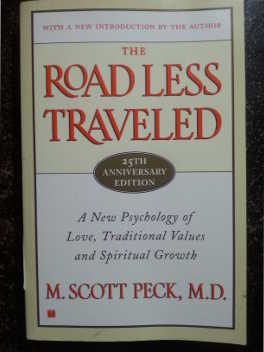 WITH A NEW INTRODUCTION BY THE AUTHOR
THE
ROAD LESS
TRAVELED
25TH
ANNIVERSARY
EDITION
A New Psychology of
Love, Traditional Values
and Spiritual Growth
M. SCOTT PECK, M.D.